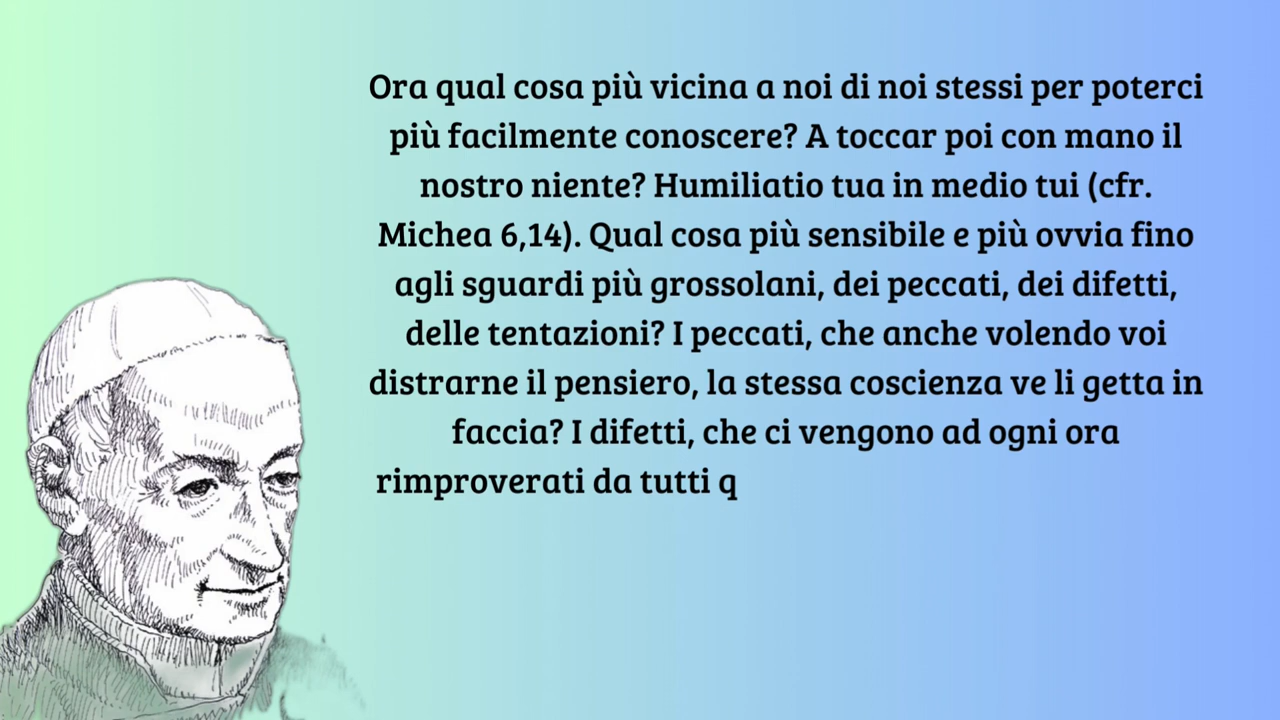 Ora qual cosa più vicina a noi di noi stessi per poterci
più facilmente conoscere? A toccar poi con mano il
nostro niente? Humiliatio tua in medio tui (cfr.
Michea 6,14). Qual cosa più sensibile e più ovvia fino
agli sguardi più grossolani, dei peccati, dei difetti,
delle tentazioni? I peccati, che anche volendo voi
distrarne il pensiero, la stessa coscienza ve li getta in
faccia? I difetti, che ci vengono ad ogni ora
rimproverati da tutti q